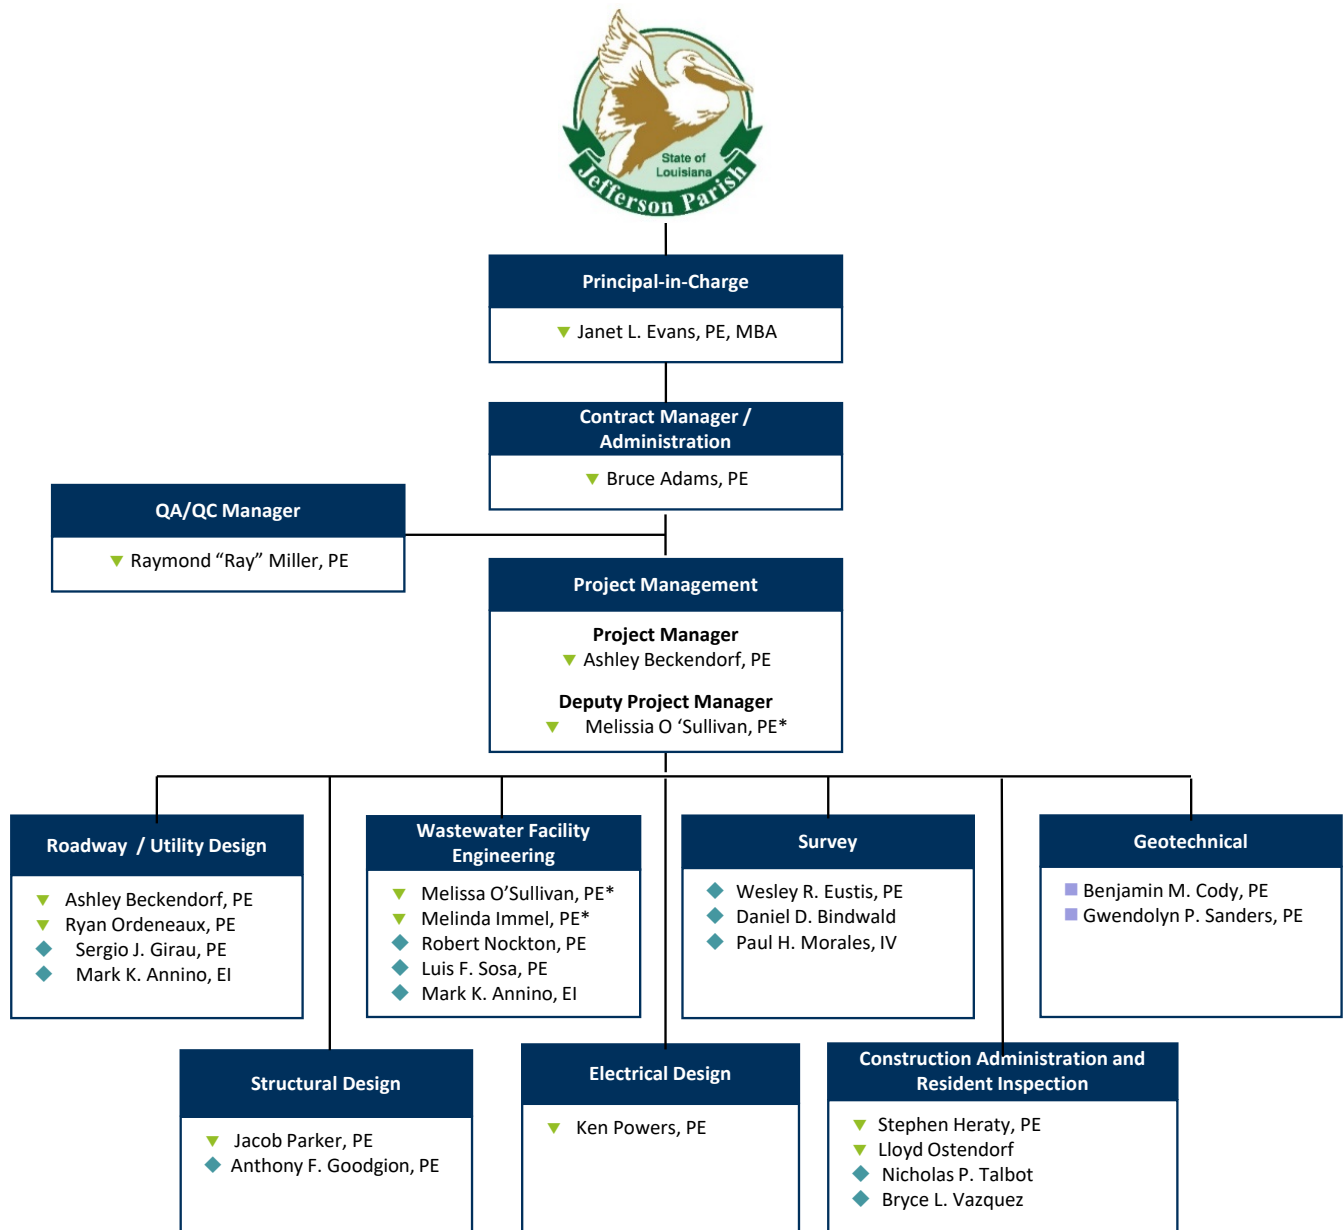 State of
Louisiana
Jefferson Parish
Principal-in-Charge
Janet L. Evans, PE, MBA
Contract Manager /
Administration
Bruce Adams, PE
QA/QC Manager
Raymond “Ray” Miller, PE
Project Management
Project Manager
Ashley Beckendorf, PE
Deputy Project Manager
Melissia O ‘Sullivan, PE*
Roadway / Utility Design
Ashley Beckendorf, PE
Ryan Ordeneaux, PE
Sergio J. Girau, PE
Mark K. Annino, EI
Wastewater Facility
Engineering
Melissa O’Sullivan, PE*
Melinda Immel, PE*
Robert Nockton, PE
Luis F. Sosa, PE
Mark K. Annino, EI
Survey
Wesley R. Eustis, PE
Daniel D. Bindwald
Paul H. Morales, IV
Geotechnical
Benjamin M. Cody, PE
Gwendolyn P. Sanders, PE
Structural Design
Jacob Parker, PE
Anthony F. Goodgion, PE
Electrical Design
Ken Powers, PE
Construction Administration and
Resident Inspection
Stephen Heraty, PE
Lloyd Ostendorf
Nicholas P. Talbot
Bryce L. Vazquez